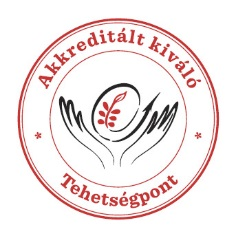 Akkreditált kiváló
* Tehetségpont *